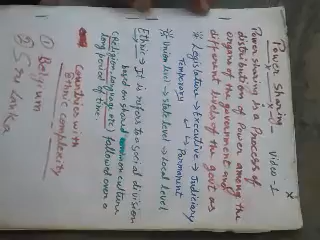 Power Sharing video-1
Power sharing is a Process of
distribution of Power among the
organs of the government and
different levels of the govt as
※ Legislature → Executive → Judiciary
Temporary ↳ is Permanent
※ Union level → State level → Local level
Ethnic → It is refers to a Social division
based on shared common culture
(Religion, language, etc) followed over a
long period of time.
Countries with
Ethnic complexity
① Belgium
② Sri Lanka